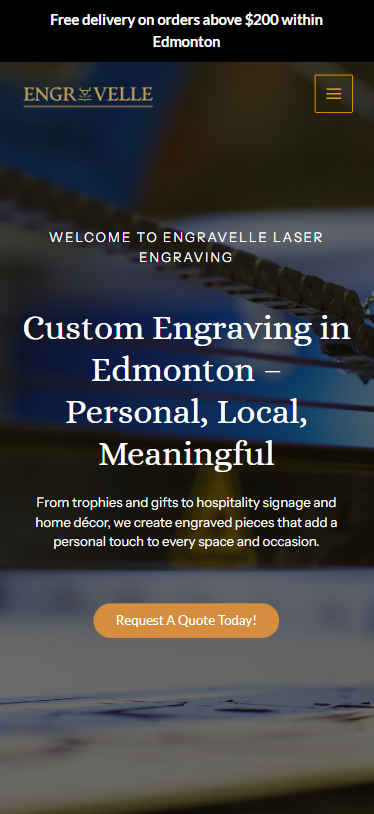 Free delivery on orders above $200 within
Edmonton
ENGRAVELLE
WELCOME TO ENGRAVELLE LASER
ENGRAVING
Custom Engraving in
Edmonton –
Personal, Local,
Meaningful
From trophies and gifts to hospitality signage and
home décor, we create engraved pieces that add a
personal touch to every space and occasion.
Request A Quote Today!